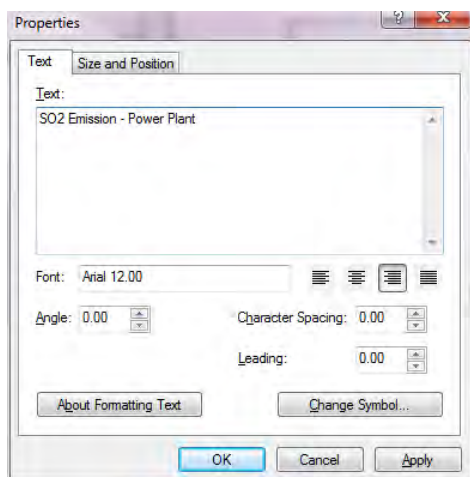 Properties
Text Size and Position
Text:
SO2 Emission - Power Plant
Font: Arial 12.00
Angle: 0.00 Character Spacing: 0.00
Leading: 0.00
About Formatting Text Change Symbol...
OK Cancel Apply